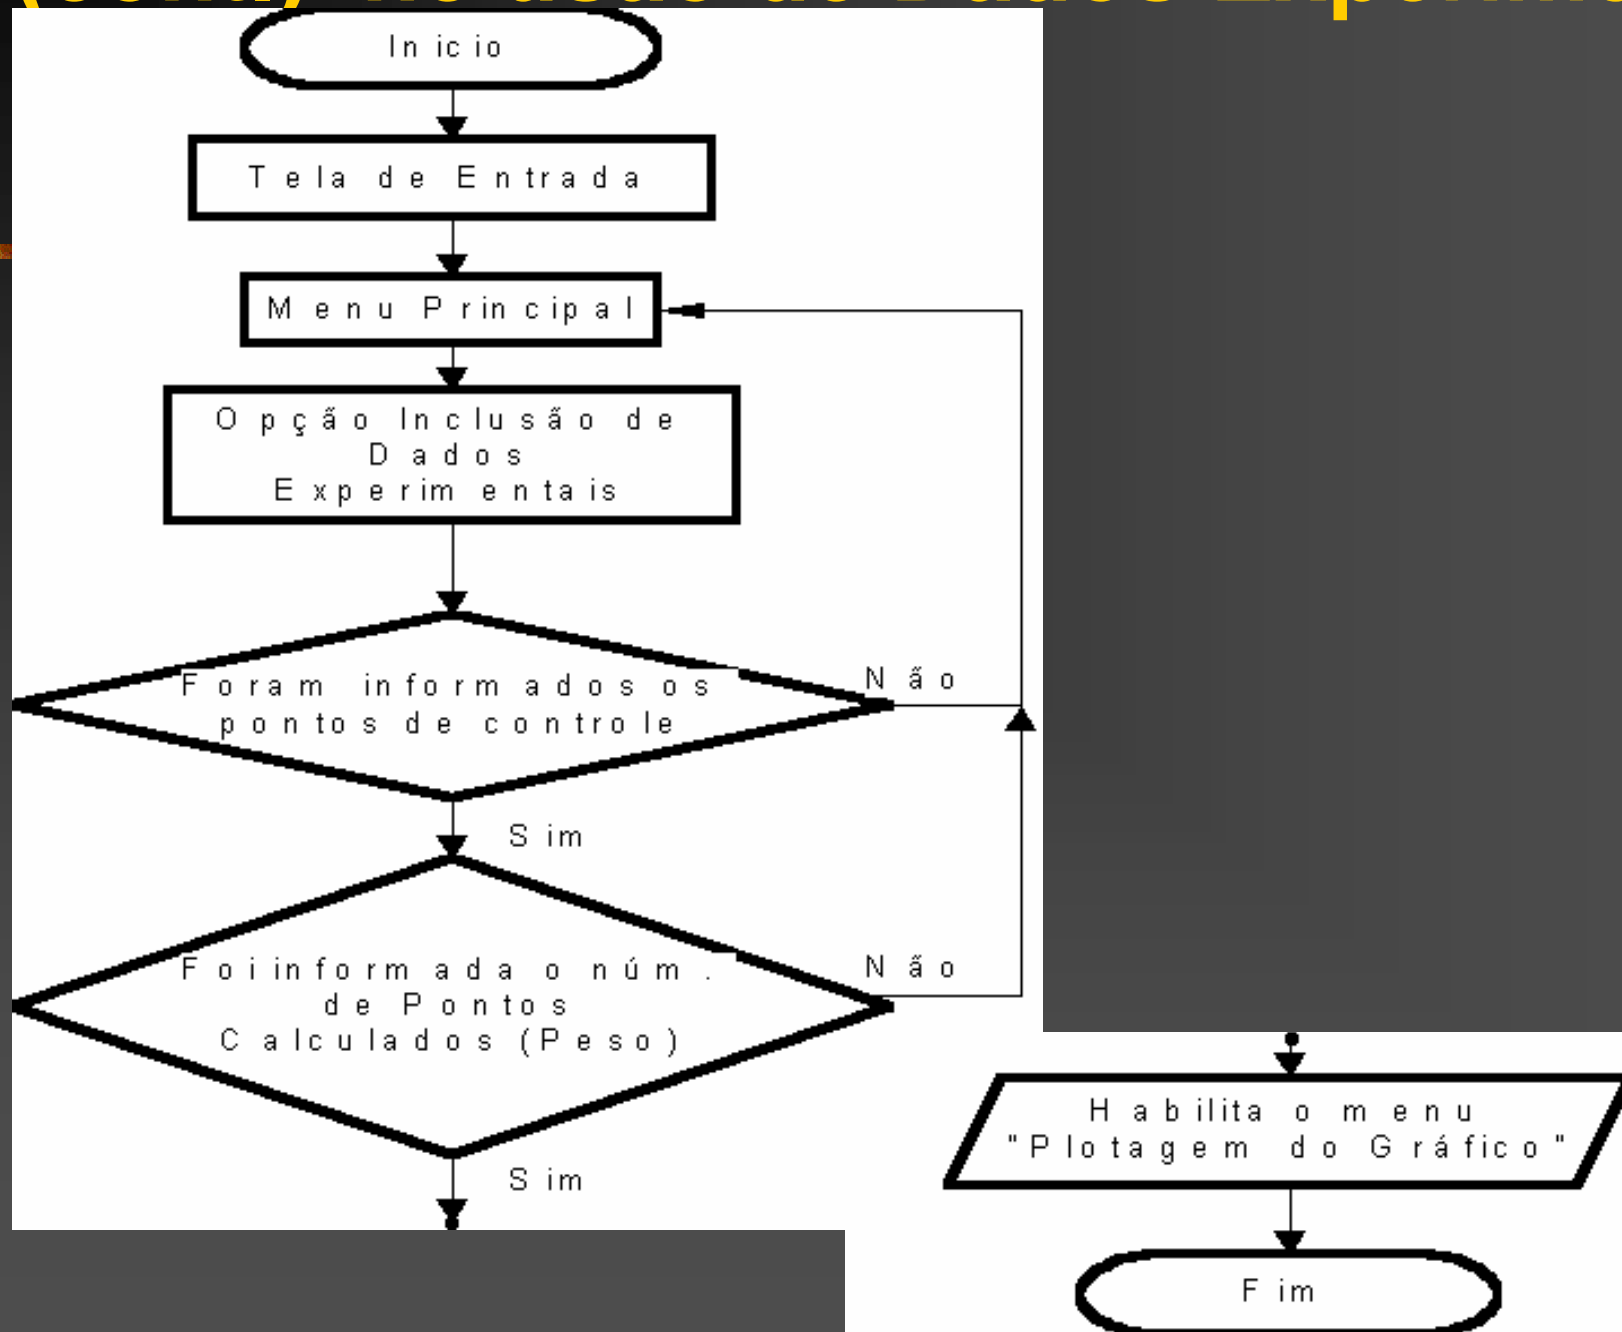 Dados
Inicio
Tela de Entrada
Menu Principal
Opção Inclusão de
Dados
Experimentais
Foram informados os
pontos de controle
Não
Sim
Foi informada o núm.
de Pontos
Calculados (Peso)
Não
Sim
Habilita o menu
"Plotagem do Gráfico"
Fim